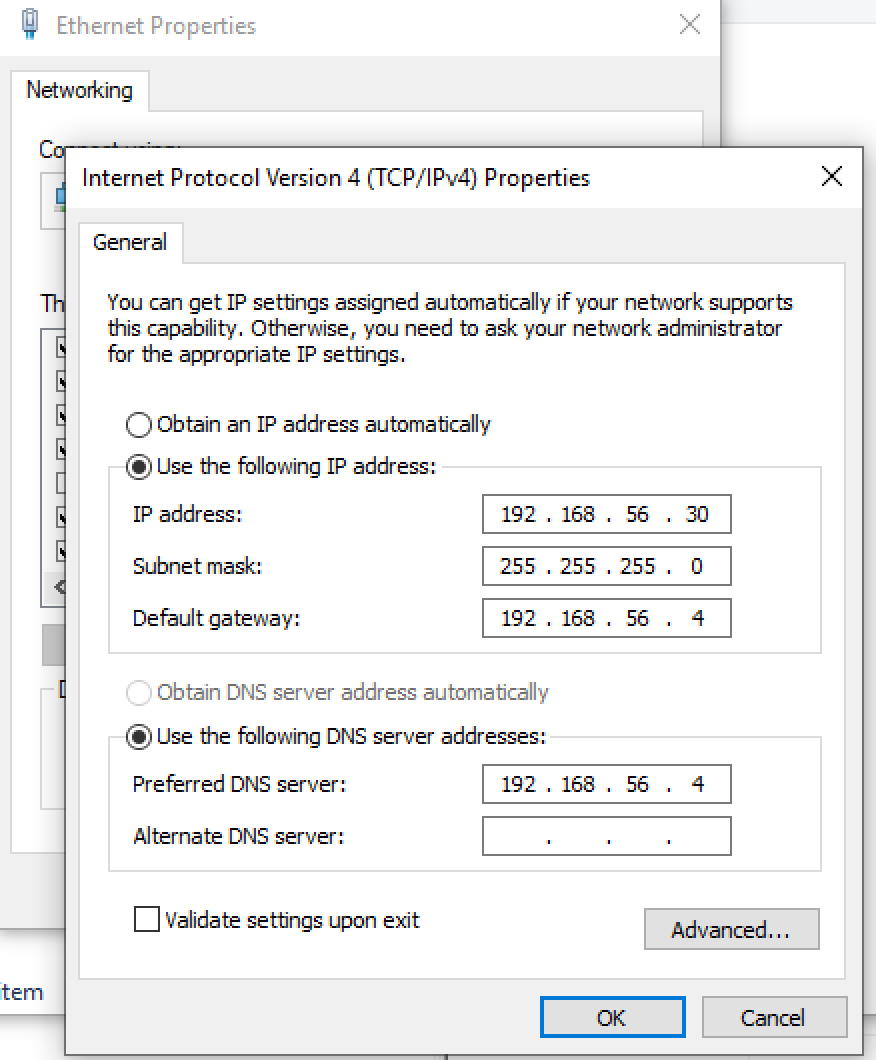 Ethernet Properties
Networking
Internet Protocol Version 4 (TCP/IPv4) Properties
General
You can get IP settings assigned automatically if your network supports
this capability. Otherwise, you need to ask your network administrator
for the appropriate IP settings.
Obtain an IP address automatically
Use the following IP address:
IP address: 192 . 168 . 56 . 30
Subnet mask: 255 . 255 . 255 . 0
Default gateway: 192 . 168 . 56 . 4
Obtain DNS server address automatically
Use the following DNS server addresses:
Preferred DNS server: 192 . 168 . 56 . 4
Alternate DNS server: . . .
Validate settings upon exit
Advanced...
item
OK Cancel